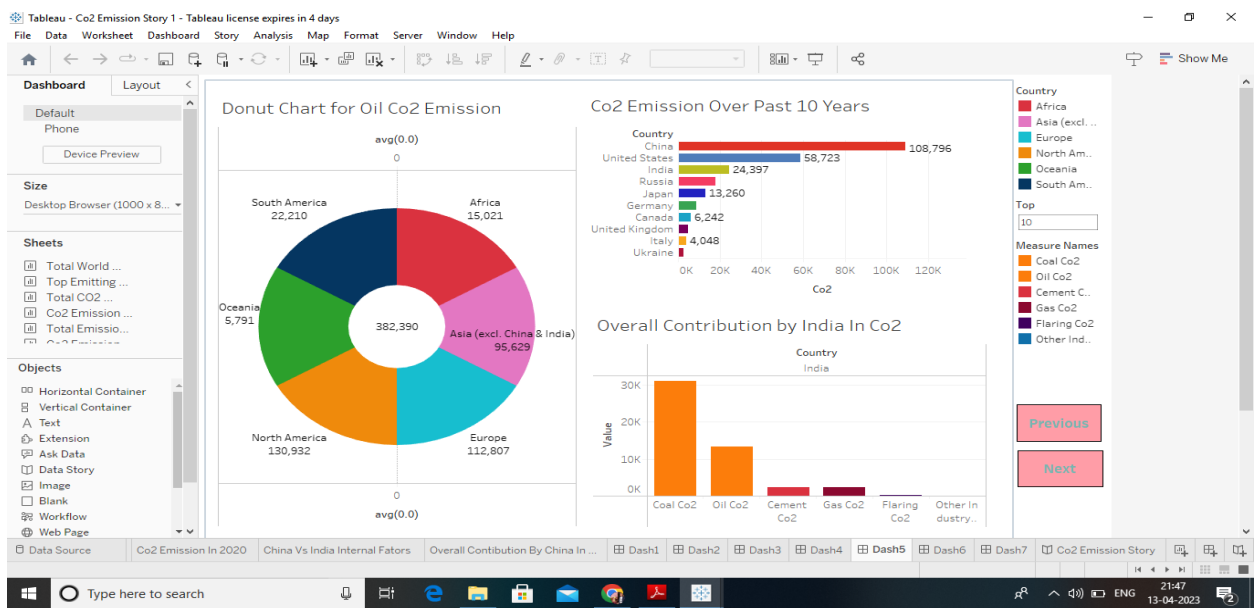 Tableau - Co2 Emission Story 1 - Tableau license expires in 4 days
File Data Worksheet Dashboard Story Analysis Map Format Server Window Help
Show Me
Dashboard Layout
Default
Phone
Device Preview
Size
Desktop Browser (1000 x 8...
Sheets
Total World ...
Top Emitting ...
Total CO2 ...
Co2 Emission ...
Total Emissio...
Objects
Horizontal Container
Vertical Container
A Text
Extension
Ask Data
Data Story
Image
Blank
Workflow
Web Page
Donut Chart for Oil Co2 Emission
avg(0.0)
0
South America
22,210
Africa
15,021
Oceania
5,791
382,390
Asia (excl. China & India)
95,629
North America
130,932
Europe
112,807
0
avg(0.0)
Co2 Emission Over Past 10 Years
Country
China 108,796
United States 58,723
India 24,397
Russia
Japan 13,260
Germany
Canada 6,242
United Kingdom
Italy 4,048
Ukraine
0K 20K 40K 60K 80K 100K 120K
Co2
Overall Contribution by India In Co2
Country
India
30K
20K
10K
0K
Value
Coal Co2 Oil Co2 Cement Co2 Gas Co2 Flaring Co2 Other In dustry..
Country
Africa
Asia (excl. ..
Europe
North Am..
Oceania
South Am..
Top
10
Measure Names
Coal Co2
Oil Co2
Cement C..
Gas Co2
Flaring Co2
Other Ind..
Previous
Next
Data Source Co2 Emission In 2020 China Vs India Internal Fators Overall Contibution By China In ... Dash1 Dash2 Dash3 Dash4 Dash5 Dash6 Dash7 Co2 Emission Story
Type here to search
ENG
21:47
13-04-2023
2